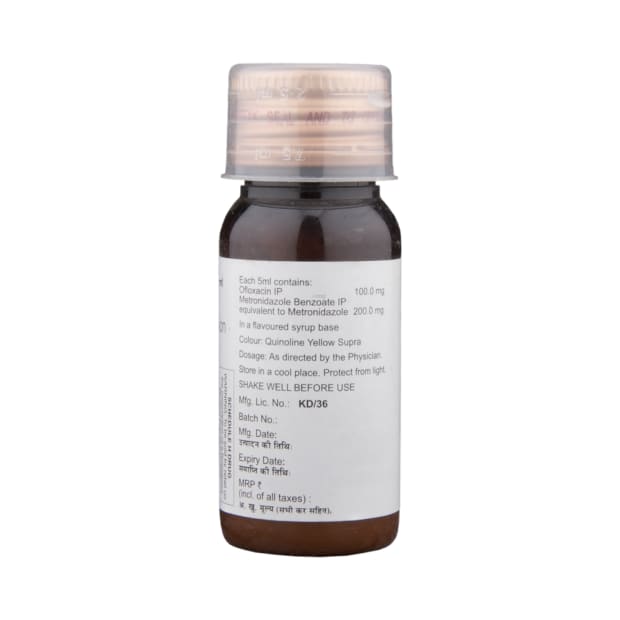 SEAL AND TO
Each 5ml contains:
Ofloxacin IP 100.0 mg
Metronidazole Benzoate IP
equivalent to Metronidazole 200.0 mg
In a flavoured syrup base
Colour: Quinoline Yellow Supra
Dosage: As directed by the Physician.
Store in a cool place. Protect from light.
SHAKE WELL BEFORE USE
Mfg. Lic. No.: KD/36
Batch No.:
Mfg. Date:
उत्पादन की तिथि:
Expiry Date:
समाप्ति की तिथि:
MRP ₹
(incl. of all taxes) :
अ. खु. मूल्य (सभी कर सहित).
SCHEDULE H DRUG